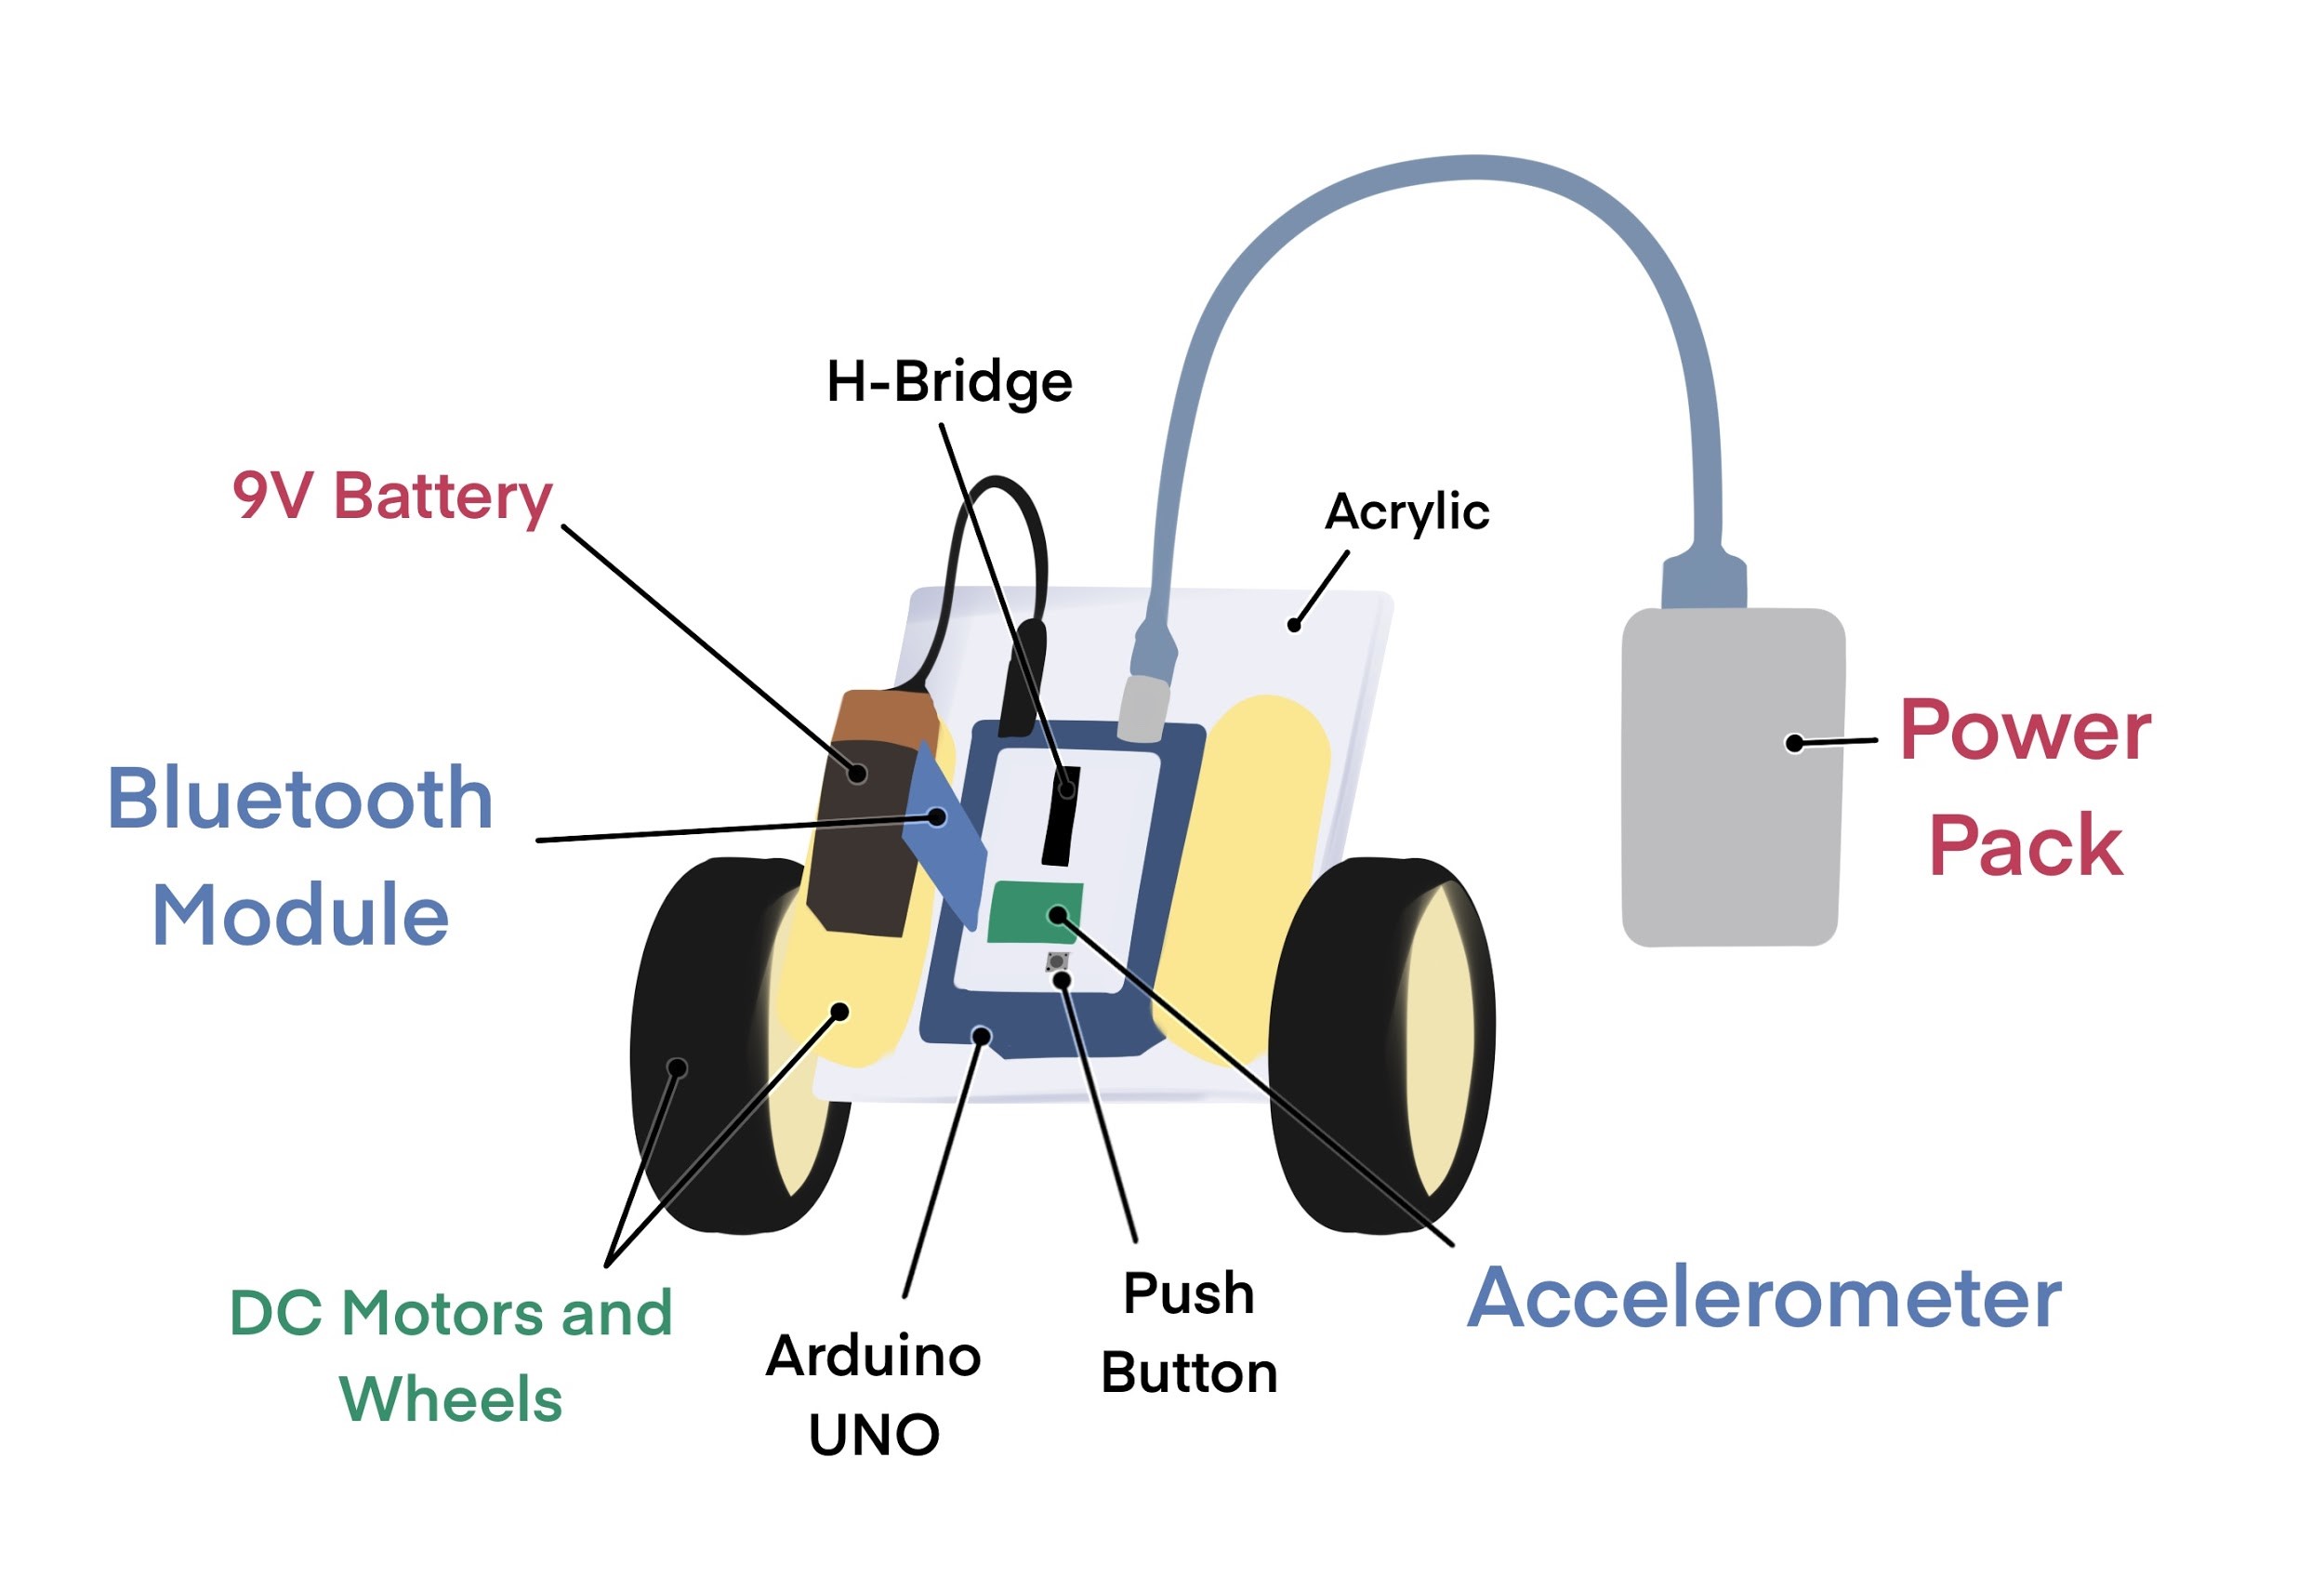 H-Bridge
9V Battery
Acrylic
Power
Pack
Bluetooth
Module
DC Motors and
Wheels
Arduino
UNO
Push
Button
Accelerometer